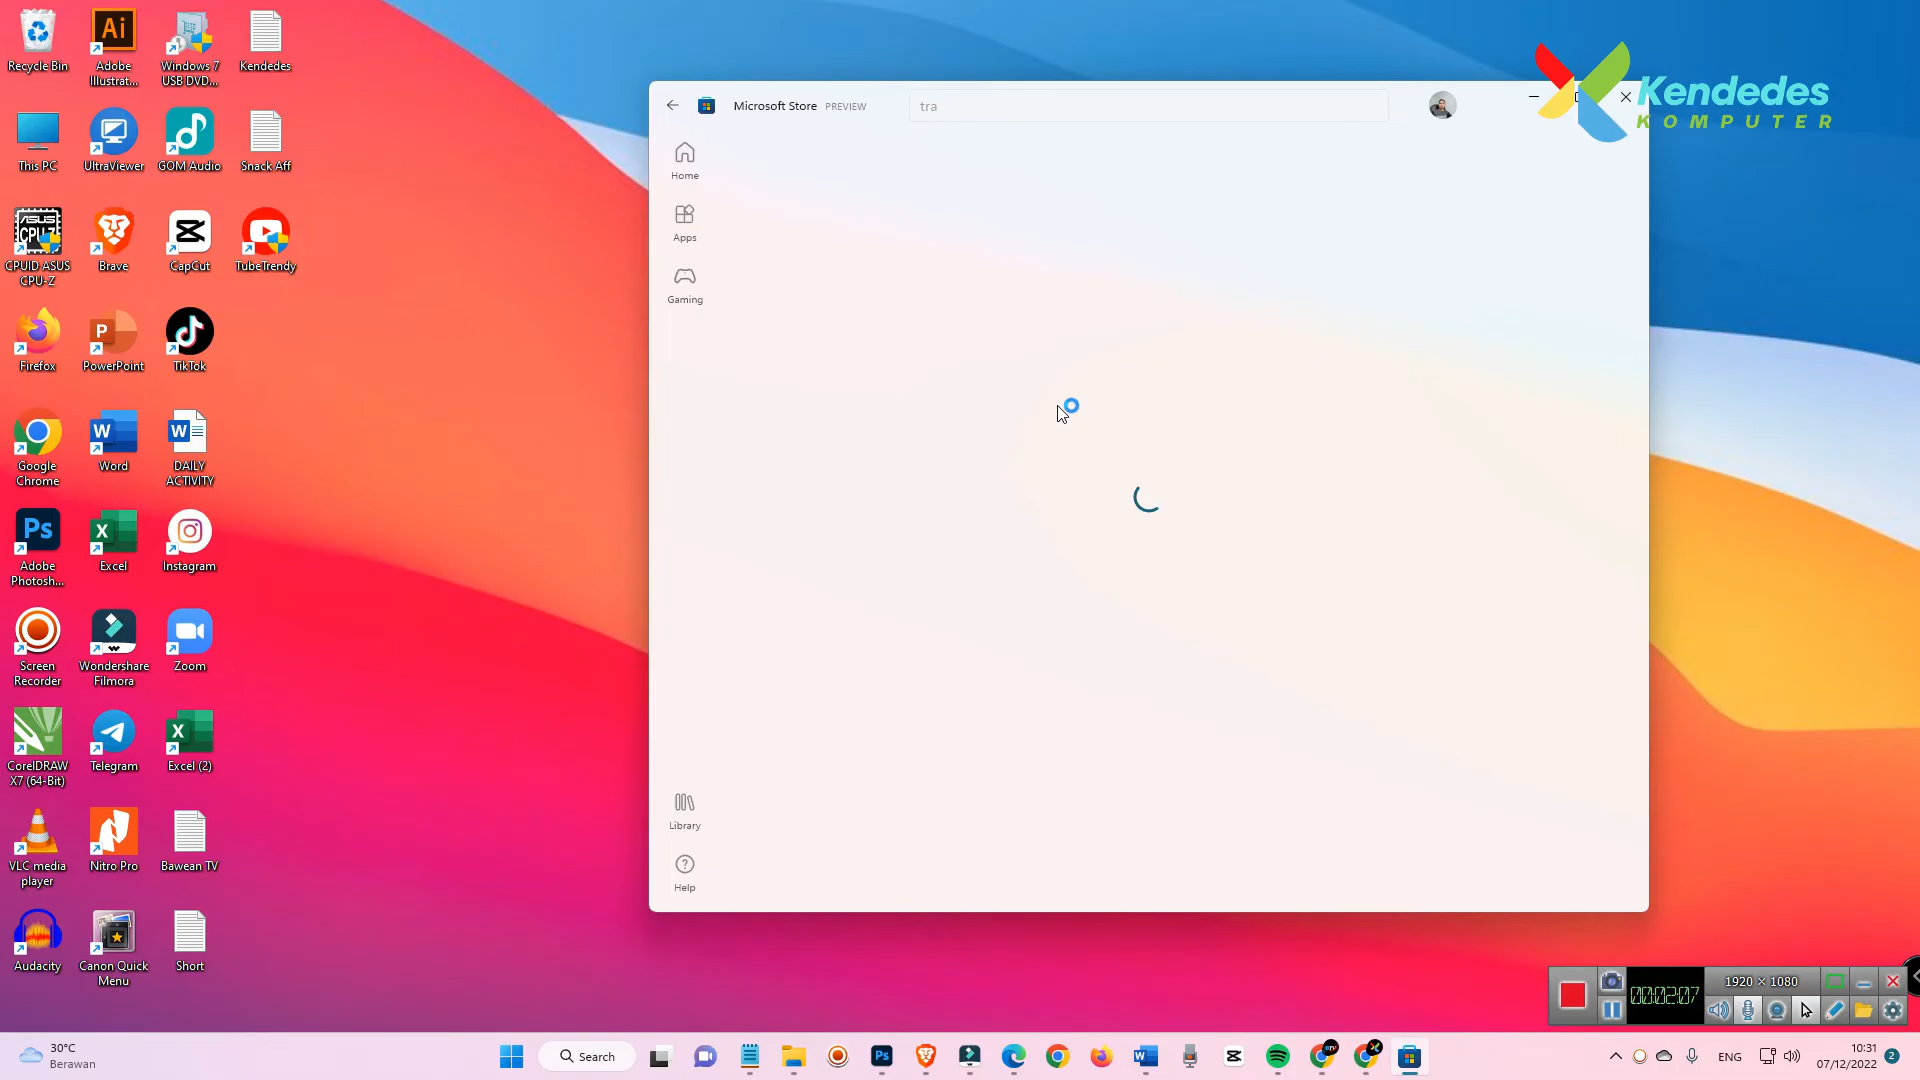 Recycle Bin
Adobe
Illustrat...
Windows 7
USB DVD...
Kendedes
This PC
UltraViewer
GOM Audio
Snack Aff
CPUID ASUS
CPU-Z
Brave
CapCut
TubeTrendy
Firefox
PowerPoint
TikTok
Google
Chrome
Word
DAILY
ACTIVITY
Adobe
Photosh...
Excel
Instagram
Screen
Recorder
Wondershare
Filmora
Zoom
CorelDRAW
X7 (64-Bit)
Telegram
Excel (2)
VLC media
player
Nitro Pro
Bawean TV
Audacity
Canon Quick
Menu
Short
Microsoft Store PREVIEW
tra
Home
Apps
Gaming
Library
Help
Kendedes
KOMPUTER
00:02:07
1920 × 1080
30°C
Berawan
Search
ENG
10:31
07/12/2022
2